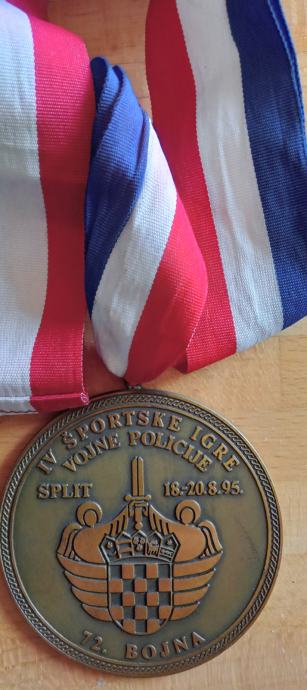 IV ŠPORTSKE IGRE
VOJNE POLICIJE
SPLIT 18.-20.8.95.
72. BOJNA